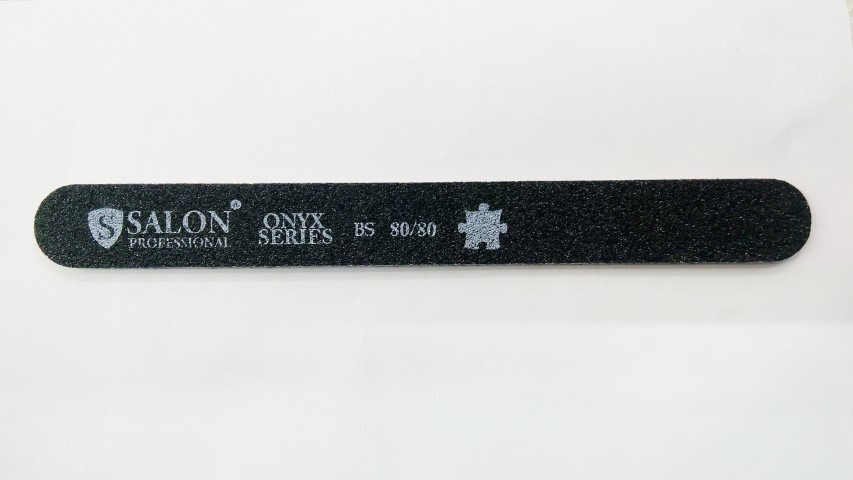 S SALON®
PROFESSIONAL
ONYX
SERIES
BS 80/80